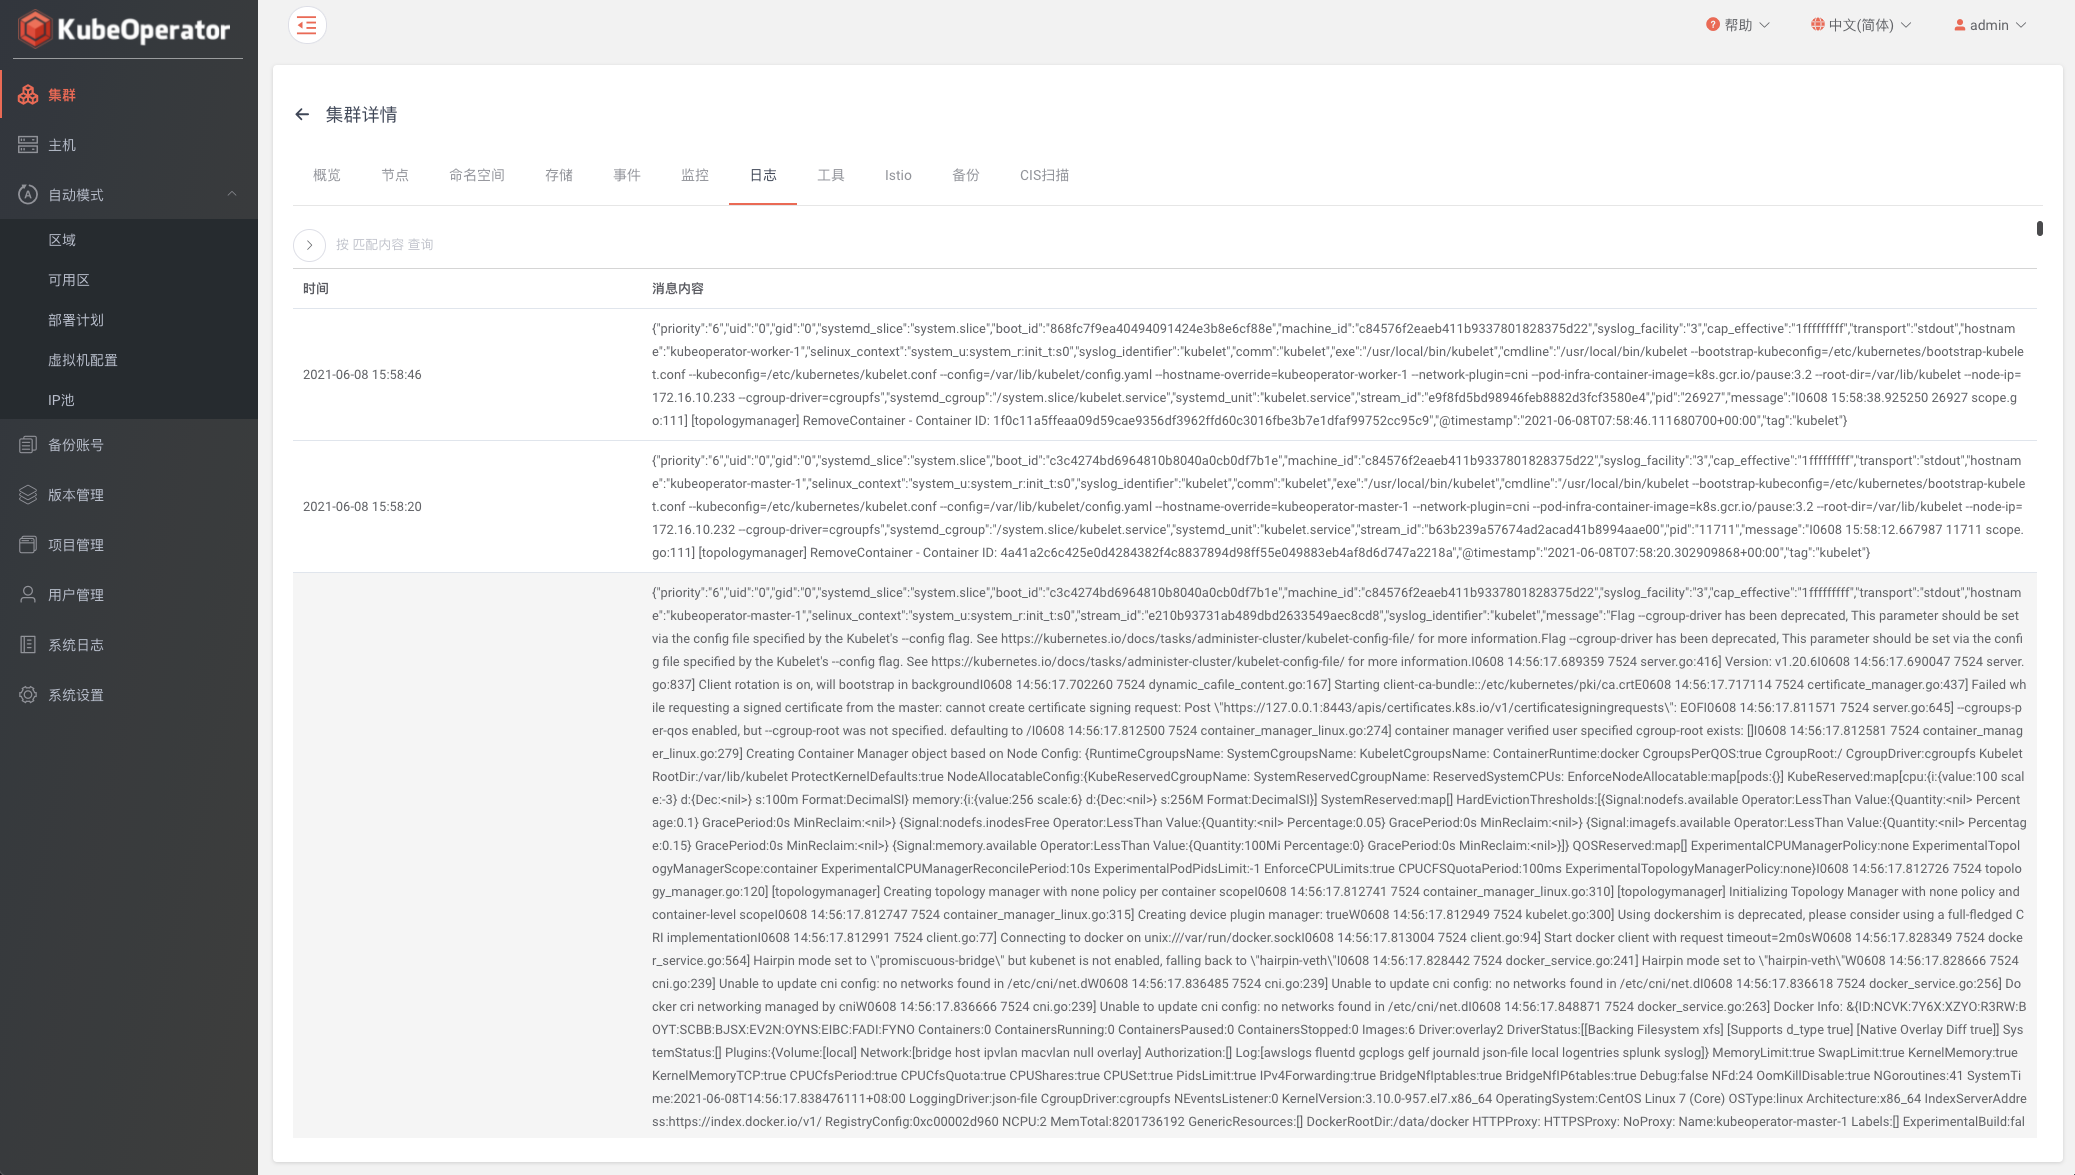 KubeOperator
帮助
中文(简体)
admin
集群
主机
自动模式
区域
可用区
部署计划
虚拟机配置
IP池
备份账号
版本管理
项目管理
用户管理
系统日志
系统设置
集群详情
概览 节点 命名空间 存储 事件 监控 日志 工具 Istio 备份 CIS扫描
按 匹配内容 查询
时间 消息内容
2021-06-08 15:58:46
{"priority":"6","uid":"0","gid":"0","systemd_slice":"system.slice","boot_id":"868fc7f9ea40494091424e3b8e6cf88e","machine_id":"c84576f2eaeb411b9337801828375d22","syslog_facility":"3","cap_effective":"1fffffffff","transport":"stdout","hostnam
e":"kubeoperator-worker-1","selinux_context":"system_u:system_r:init_t:s0","syslog_identifier":"kubelet","comm":"kubelet","exe":"/usr/local/bin/kubelet","cmdline":"/usr/local/bin/kubelet --bootstrap-kubeconfig=/etc/kubernetes/bootstrap-kubele
t.conf --kubeconfig=/etc/kubernetes/kubelet.conf --config=/var/lib/kubelet/config.yaml --hostname-override=kubeoperator-worker-1 --network-plugin=cni --pod-infra-container-image=k8s.gcr.io/pause:3.2 --root-dir=/var/lib/kubelet --node-ip=
172.16.10.233 --cgroup-driver=cgroupfs","systemd_cgroup":"/system.slice/kubelet.service","systemd_unit":"kubelet.service","stream_id":"e9f8fd5bd98946feb8882d3fcf3580e4","pid":"26927","message":"I0608 15:58:38.925250 26927 scope.g
o:111] [topologymanager] RemoveContainer - Container ID: 1f0c11a5ffeaa09d59cae9356df3962ffd60c3016fbe3b7e1dfaf99752cc95c9","@timestamp":"2021-06-08T07:58:46.111680700+00:00","tag":"kubelet"}
2021-06-08 15:58:20
{"priority":"6","uid":"0","gid":"0","systemd_slice":"system.slice","boot_id":"c3c4274bd6964810b8040a0cb0df7b1e","machine_id":"c84576f2eaeb411b9337801828375d22","syslog_facility":"3","cap_effective":"1fffffffff","transport":"stdout","hostnam
e":"kubeoperator-master-1","selinux_context":"system_u:system_r:init_t:s0","syslog_identifier":"kubelet","comm":"kubelet","exe":"/usr/local/bin/kubelet","cmdline":"/usr/local/bin/kubelet --bootstrap-kubeconfig=/etc/kubernetes/bootstrap-kubele
t.conf --kubeconfig=/etc/kubernetes/kubelet.conf --config=/var/lib/kubelet/config.yaml --hostname-override=kubeoperator-master-1 --network-plugin=cni --pod-infra-container-image=k8s.gcr.io/pause:3.2 --root-dir=/var/lib/kubelet --node-ip=
172.16.10.232 --cgroup-driver=cgroupfs","systemd_cgroup":"/system.slice/kubelet.service","systemd_unit":"kubelet.service","stream_id":"b63b239a57674ad2acad41b8994aae00","pid":"11711","message":"I0608 15:58:12.667987 11711 scope.
go:111] [topologymanager] RemoveContainer - Container ID: 4a41a2c6c425e0d4284382f4c8837894d98ff55e049883eb4af8d6d747a2218a","@timestamp":"2021-06-08T07:58:20.302909868+00:00","tag":"kubelet"}
{"priority":"6","uid":"0","gid":"0","systemd_slice":"system.slice","boot_id":"c3c4274bd6964810b8040a0cb0df7b1e","machine_id":"c84576f2eaeb411b9337801828375d22","syslog_facility":"3","cap_effective":"1fffffffff","transport":"stdout","hostnam
e":"kubeoperator-master-1","selinux_context":"system_u:system_r:init_t:s0","stream_id":"e210b93731ab489dbd2633549aec8cd8","syslog_identifier":"kubelet","message":"Flag --cgroup-driver has been deprecated, This parameter should be set
via the config file specified by the Kubelet's --config flag. See https://kubernetes.io/docs/tasks/administer-cluster/kubelet-config-file/ for more information.Flag --cgroup-driver has been deprecated, This parameter should be set via the confi
g file specified by the Kubelet's --config flag. See https://kubernetes.io/docs/tasks/administer-cluster/kubelet-config-file/ for more information.I0608 14:56:17.689359 7524 server.go:416] Version: v1.20.6I0608 14:56:17.690047 7524 server.
go:837] Client rotation is on, will bootstrap in backgroundI0608 14:56:17.702260 7524 dynamic_cafile_content.go:167] Starting client-ca-bundle::/etc/kubernetes/pki/ca.crtE0608 14:56:17.717114 7524 certificate_manager.go:437] Failed wh
ile requesting a signed certificate from the master: cannot create certificate signing request: Post \"https://127.0.0.1:8443/apis/certificates.k8s.io/v1/certificatesigningrequests\": EOFI0608 14:56:17.811571 7524 server.go:645] --cgroups-p
er-qos enabled, but --cgroup-root was not specified. defaulting to /I0608 14:56:17.812500 7524 container_manager_linux.go:274] container manager verified user specified cgroup-root exists: []I0608 14:56:17.812581 7524 container_manag
er_linux.go:279] Creating Container Manager object based on Node Config: {RuntimeCgroupsName: SystemCgroupsName: KubeletCgroupsName: ContainerRuntime:docker CgroupsPerQOS:true CgroupRoot:/ CgroupDriver:cgroupfs Kubelet
RootDir:/var/lib/kubelet ProtectKernelDefaults:true NodeAllocatableConfig:{KubeReservedCgroupName: SystemReservedCgroupName: ReservedSystemCPUs: EnforceNodeAllocatable:map[pods:{}] KubeReserved:map[cpu:{i:{value:100 scal
e:-3} d:{Dec:<nil>} s:100m Format:DecimalSI} memory:{i:{value:256 scale:6} d:{Dec:<nil>} s:256M Format:DecimalSI}] SystemReserved:map[] HardEvictionThresholds:[{Signal:nodefs.available Operator:LessThan Value:{Quantity:<nil> Percent
age:0.1} GracePeriod:0s MinReclaim:<nil>} {Signal:nodefs.inodesFree Operator:LessThan Value:{Quantity:<nil> Percentage:0.05} GracePeriod:0s MinReclaim:<nil>} {Signal:imagefs.available Operator:LessThan Value:{Quantity:<nil> Percentag
e:0.15} GracePeriod:0s MinReclaim:<nil>} {Signal:memory.available Operator:LessThan Value:{Quantity:100Mi Percentage:0} GracePeriod:0s MinReclaim:<nil>}]} QOSReserved:map[] ExperimentalCPUManagerPolicy:none ExperimentalTopol
ogyManagerScope:container ExperimentalCPUManagerReconcilePeriod:10s ExperimentalPodPidsLimit:-1 EnforceCPULimits:true CPUCFSQuotaPeriod:100ms ExperimentalTopologyManagerPolicy:none}I0608 14:56:17.812726 7524 topolo
gy_manager.go:120] [topologymanager] Creating topology manager with none policy per container scopeI0608 14:56:17.812741 7524 container_manager_linux.go:310] [topologymanager] Initializing Topology Manager with none policy and
container-level scopeI0608 14:56:17.812747 7524 container_manager_linux.go:315] Creating device plugin manager: trueW0608 14:56:17.812949 7524 kubelet.go:300] Using dockershim is deprecated, please consider using a full-fledged C
RI implementationI0608 14:56:17.812991 7524 client.go:77] Connecting to docker on unix:///var/run/docker.sockI0608 14:56:17.813004 7524 client.go:94] Start docker client with request timeout=2m0sW0608 14:56:17.828349 7524 docke
r_service.go:564] Hairpin mode set to \"promiscuous-bridge\" but kubenet is not enabled, falling back to \"hairpin-veth\"I0608 14:56:17.828442 7524 docker_service.go:241] Hairpin mode set to \"hairpin-veth\"W0608 14:56:17.828666 7524
cni.go:239] Unable to update cni config: no networks found in /etc/cni/net.dW0608 14:56:17.836485 7524 cni.go:239] Unable to update cni config: no networks found in /etc/cni/net.dI0608 14:56:17.836618 7524 docker_service.go:256] Do
cker cri networking managed by cniW0608 14:56:17.836666 7524 cni.go:239] Unable to update cni config: no networks found in /etc/cni/net.dI0608 14:56:17.848871 7524 docker_service.go:263] Docker Info: &{ID:NCVK:7Y6X:XZYO:R3RW:B
OYT:SCBB:BJSX:EV2N:OYNS:EIBC:FADI:FYNO Containers:0 ContainersRunning:0 ContainersPaused:0 ContainersStopped:0 Images:6 Driver:overlay2 DriverStatus:[[Backing Filesystem xfs] [Supports d_type true] [Native Overlay Diff true]] Sys
temStatus:[] Plugins:{Volume:[local] Network:[bridge host ipvlan macvlan null overlay] Authorization:[] Log:[awslogs fluentd gcplogs gelf journald json-file local logentries splunk syslog]} MemoryLimit:true SwapLimit:true KernelMemory:true
KernelMemoryTCP:true CPUCfsPeriod:true CPUCfsQuota:true CPUShares:true CPUSet:true PidsLimit:true IPv4Forwarding:true BridgeNfIptables:true BridgeNfIP6tables:true Debug:false NFd:24 OomKillDisable:true NGoroutines:41 SystemTi
me:2021-06-08T14:56:17.838476111+08:00 LoggingDriver:json-file CgroupDriver:cgroupfs NEventsListener:0 KernelVersion:3.10.0-957.el7.x86_64 OperatingSystem:CentOS Linux 7 (Core) OSType:linux Architecture:x86_64 IndexServerAddre
ss:https://index.docker.io/v1/ RegistryConfig:0xc00002d960 NCPU:2 MemTotal:8201736192 GenericResources:[] DockerRootDir:/data/docker HTTPProxy: HTTPSProxy: NoProxy: Name:kubeoperator-master-1 Labels:[] ExperimentalBuild:fal